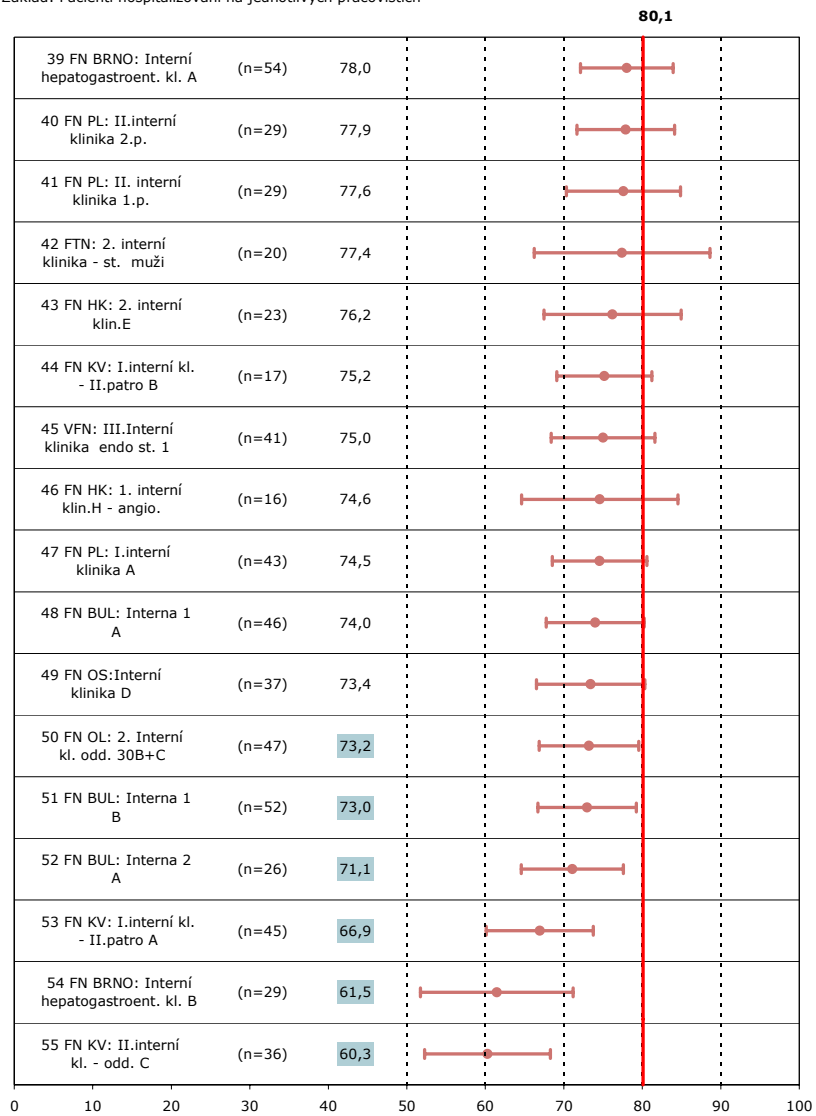 Základ: Pacienti hospitalizovaní na jednotlivých pracovištích
80,1
39 FN BRNO: Interní
hepatogastroent. kl. A
(n=54)
78,0
40 FN PL: II.interní
klinika 2.p.
(n=29)
77,9
41 FN PL: II. interní
klinika 1.p.
(n=29)
77,6
42 FTN: 2. interní
klinika - st. muži
(n=20)
77,4
43 FN HK: 2. interní
klin.E
(n=23)
76,2
44 FN KV: I.interní kl.
- II.patro B
(n=17)
75,2
45 VFN: III.Interní
klinika endo st. 1
(n=41)
75,0
46 FN HK: 1. interní
klin.H - angio.
(n=16)
74,6
47 FN PL: I.interní
klinika A
(n=43)
74,5
48 FN BUL: Interna 1
A
(n=46)
74,0
49 FN OS:Interní
klinika D
(n=37)
73,4
50 FN OL: 2. Interní
kl. odd. 30B+C
(n=47)
73,2
51 FN BUL: Interna 1
B
(n=52)
73,0
52 FN BUL: Interna 2
A
(n=26)
71,1
53 FN KV: I.interní kl.
- II.patro A
(n=45)
66,9
54 FN BRNO: Interní
hepatogastroent. kl. B
(n=29)
61,5
55 FN KV: II.interní
kl. - odd. C
(n=36)
60,3
0 10 20 30 40 50 60 70 80 90 100